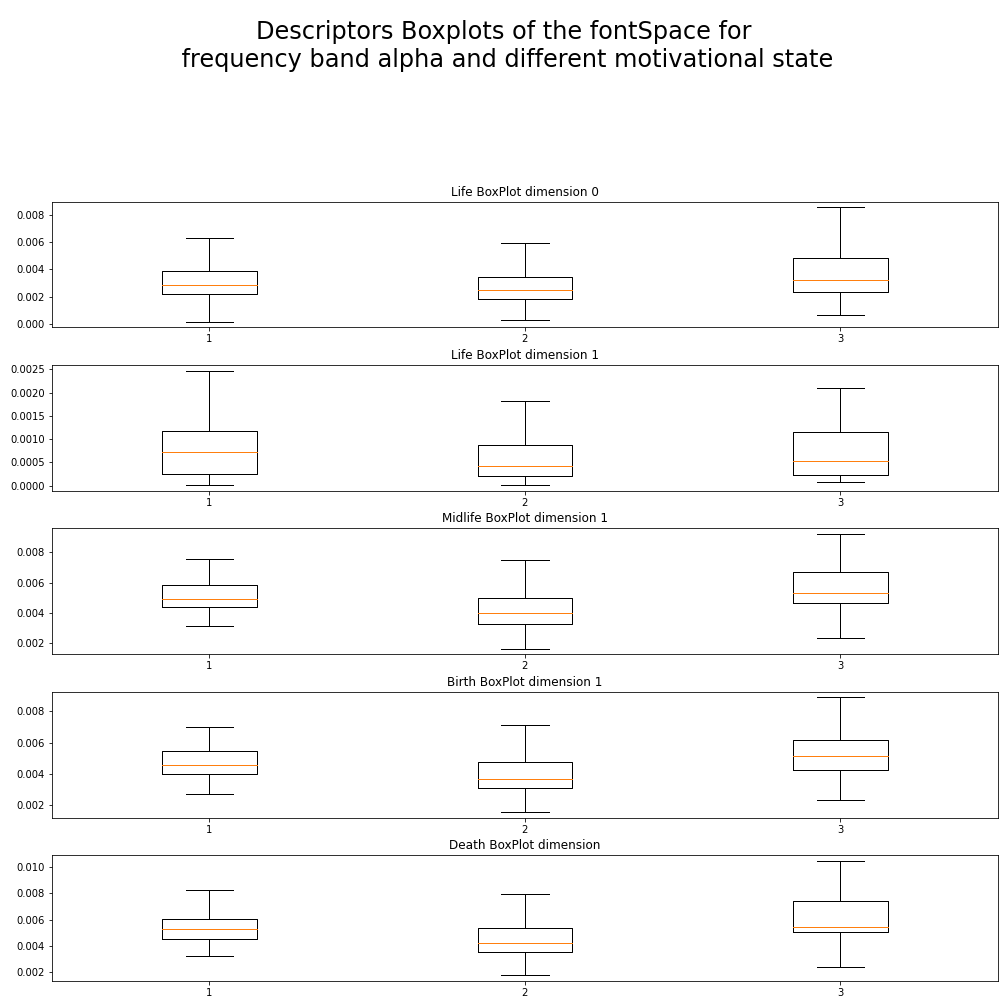 Descriptors Boxplots of the fontSpace for
frequency band alpha and different motivational state
Life BoxPlot dimension 0
0.008
0.006
0.004
0.002
0.000
1 2 3
Life BoxPlot dimension 1
0.0025
0.0020
0.0015
0.0010
0.0005
0.0000
1 2 3
Midlife BoxPlot dimension 1
0.008
0.006
0.004
0.002
1 2 3
Birth BoxPlot dimension 1
0.008
0.006
0.004
0.002
1 2 3
Death BoxPlot dimension
0.010
0.008
0.006
0.004
0.002
1 2 3